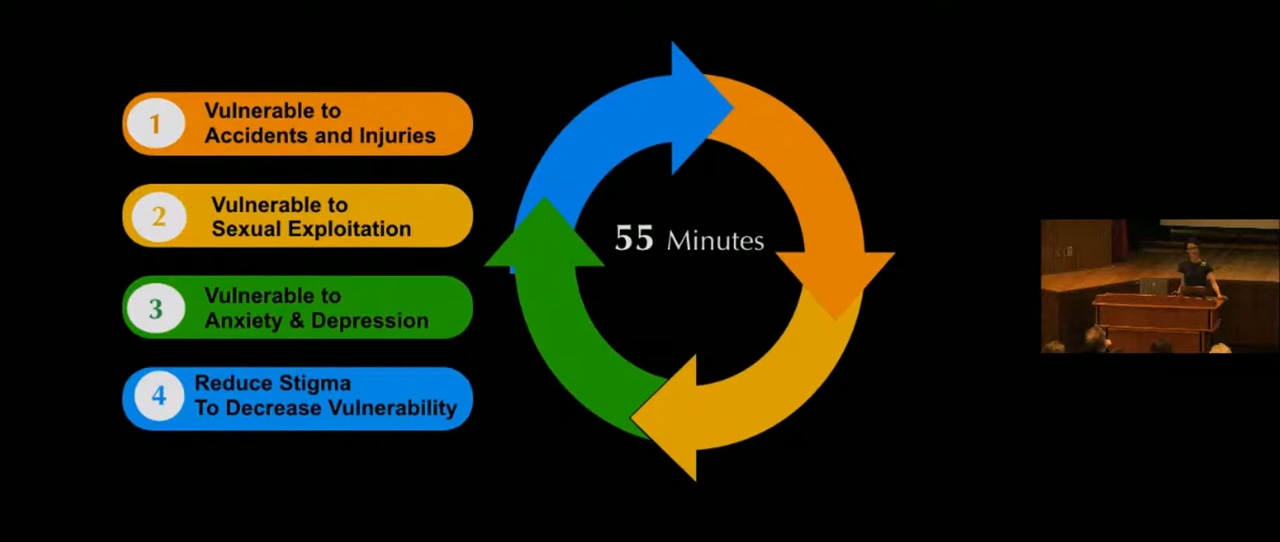 1
Vulnerable to
Accidents and Injuries
2
Vulnerable to
Sexual Exploitation
3
Vulnerable to
Anxiety & Depression
4
Reduce Stigma
To Decrease Vulnerability
55 Minutes